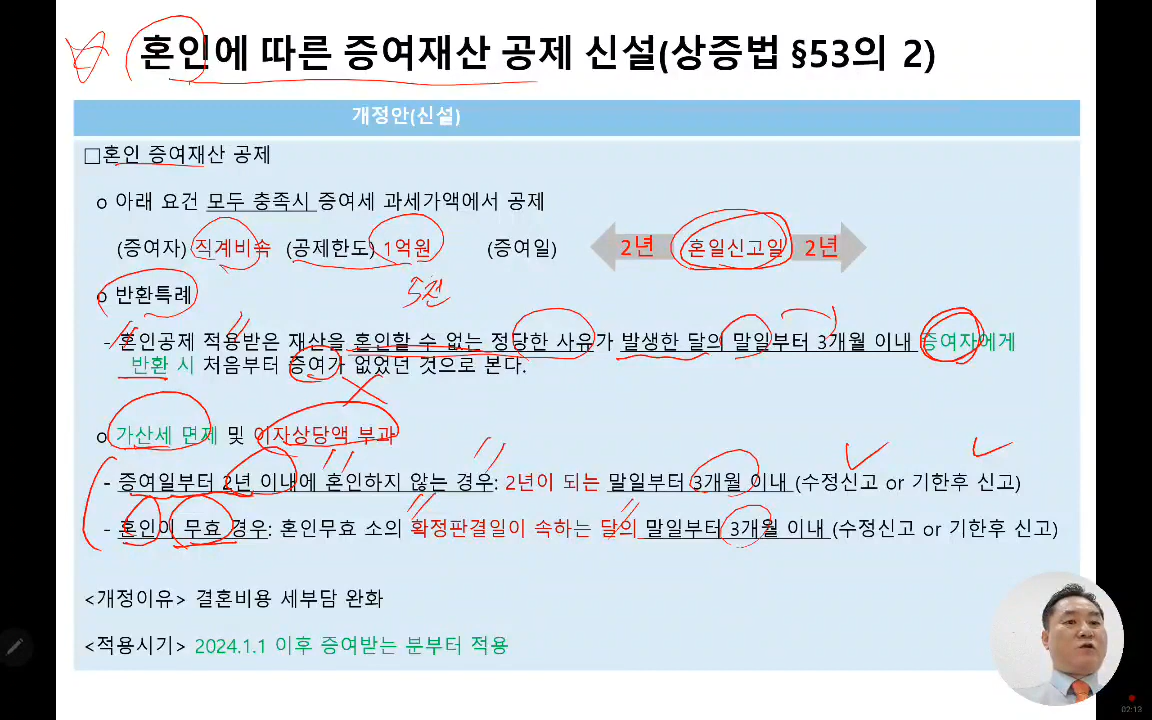 혼인에 따른 증여재산 공제 신설(상증법 §53의 2)
개정안(신설)
□혼인 증여재산 공제
o 아래 요건 모두 충족시 증여세 과세가액에서 공제
(증여자) 직계비속 (공제한도) 1억원 (증여일) 2년 혼일신고일 2년
5천
o 반환특례
- 혼인공제 적용받은 재산을 혼인할 수 없는 정당한 사유가 발생한 달의 말일부터 3개월 이내 증여자에게
반환 시 처음부터 증여가 없었던 것으로 본다.
o 가산세 면제 및 이자상당액 부과
- 증여일부터 2년 이내에 혼인하지 않는 경우: 2년이 되는 말일부터 3개월 이내 (수정신고 or 기한후 신고)
- 혼인이 무효 경우: 혼인무효 소의 확정판결일이 속하는 달의 말일부터 3개월 이내 (수정신고 or 기한후 신고)
<개정이유> 결혼비용 세부담 완화
<적용시기> 2024.1.1 이후 증여받는 분부터 적용
02:13